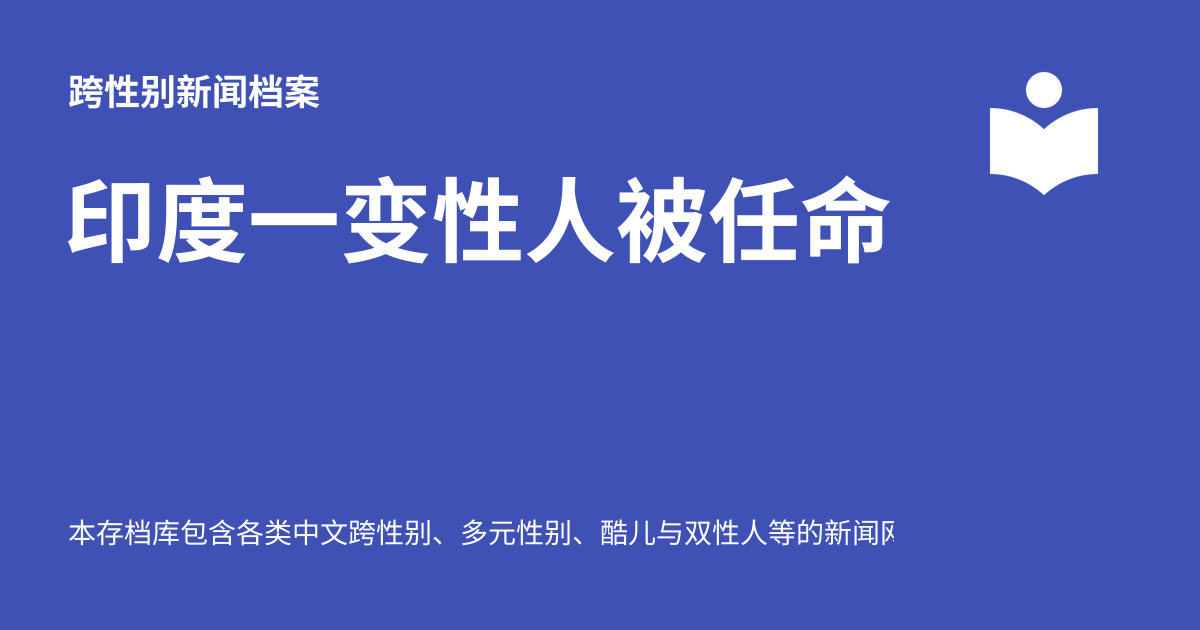 跨性别新闻档案
印度一变性人被任命
本存档库包含各类中文跨性别、多元性别、酷儿与双性人等的新闻